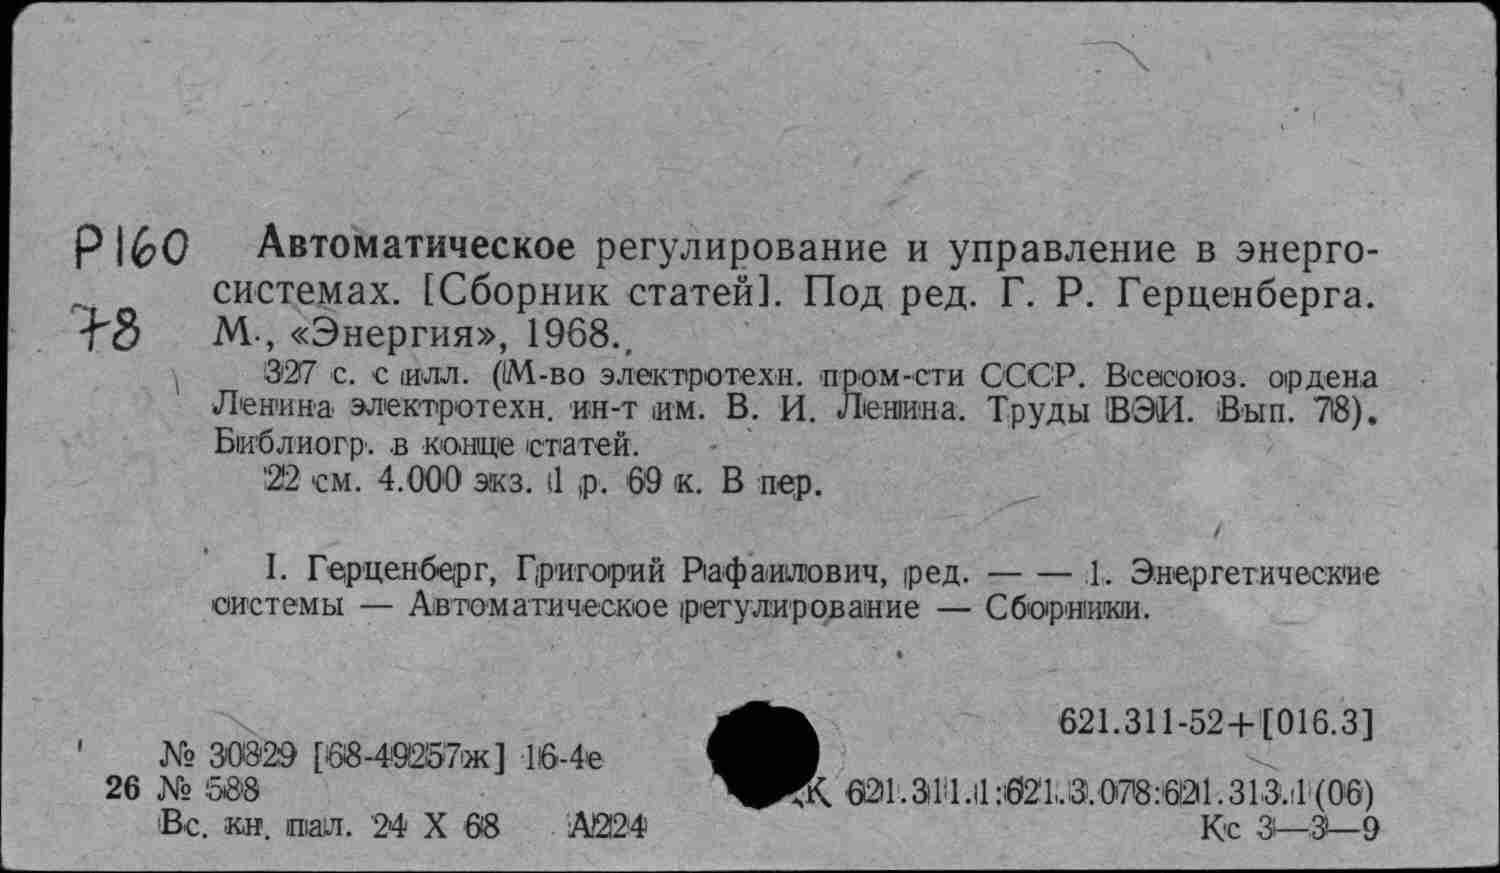 Р160 Автоматическое регулирование и управление в энерго-
системах. [Сборник статей]. Под ред. Г. Р. Герценберга.
78 М., «Энергия», 1968.
327 с. с илл. (М-во электротехн. пром-сти СССР. Всесоюз. ордена
Ленина электротехн. ин-т им. В. И. Ленина. Труды ВЭИ. Вып. 78).
Библиогр. в конце статей.
22 см. 4.000 экз. 1 р. 69 к. В пер.
I. Герценберг, Григорий Рафаилович, ред. — — 1. Энергетические
системы — Автоматическое регулирование — Сборники.
621.311-52+[016.3]
№ 30829 [68-49257ж] 16-4е
26 № 588 К 621.311.1:621.3.078:621.313.1(06)
Вс. кн. пал. 24 X 68 А224 Кс 3—3—9